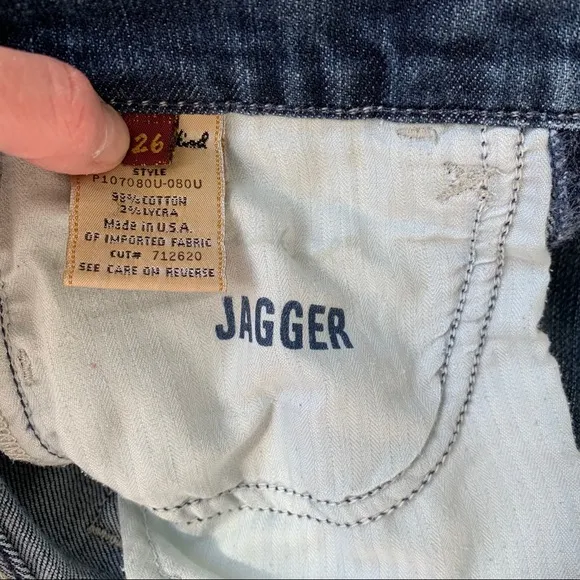 26
kind
STYLE
P107080U-080U
98% COTTON
2% LYCRA
Made in U.S.A.
OF IMPORTED FABRIC
CUT# 712620
SEE CARE ON REVERSE
JAGGER